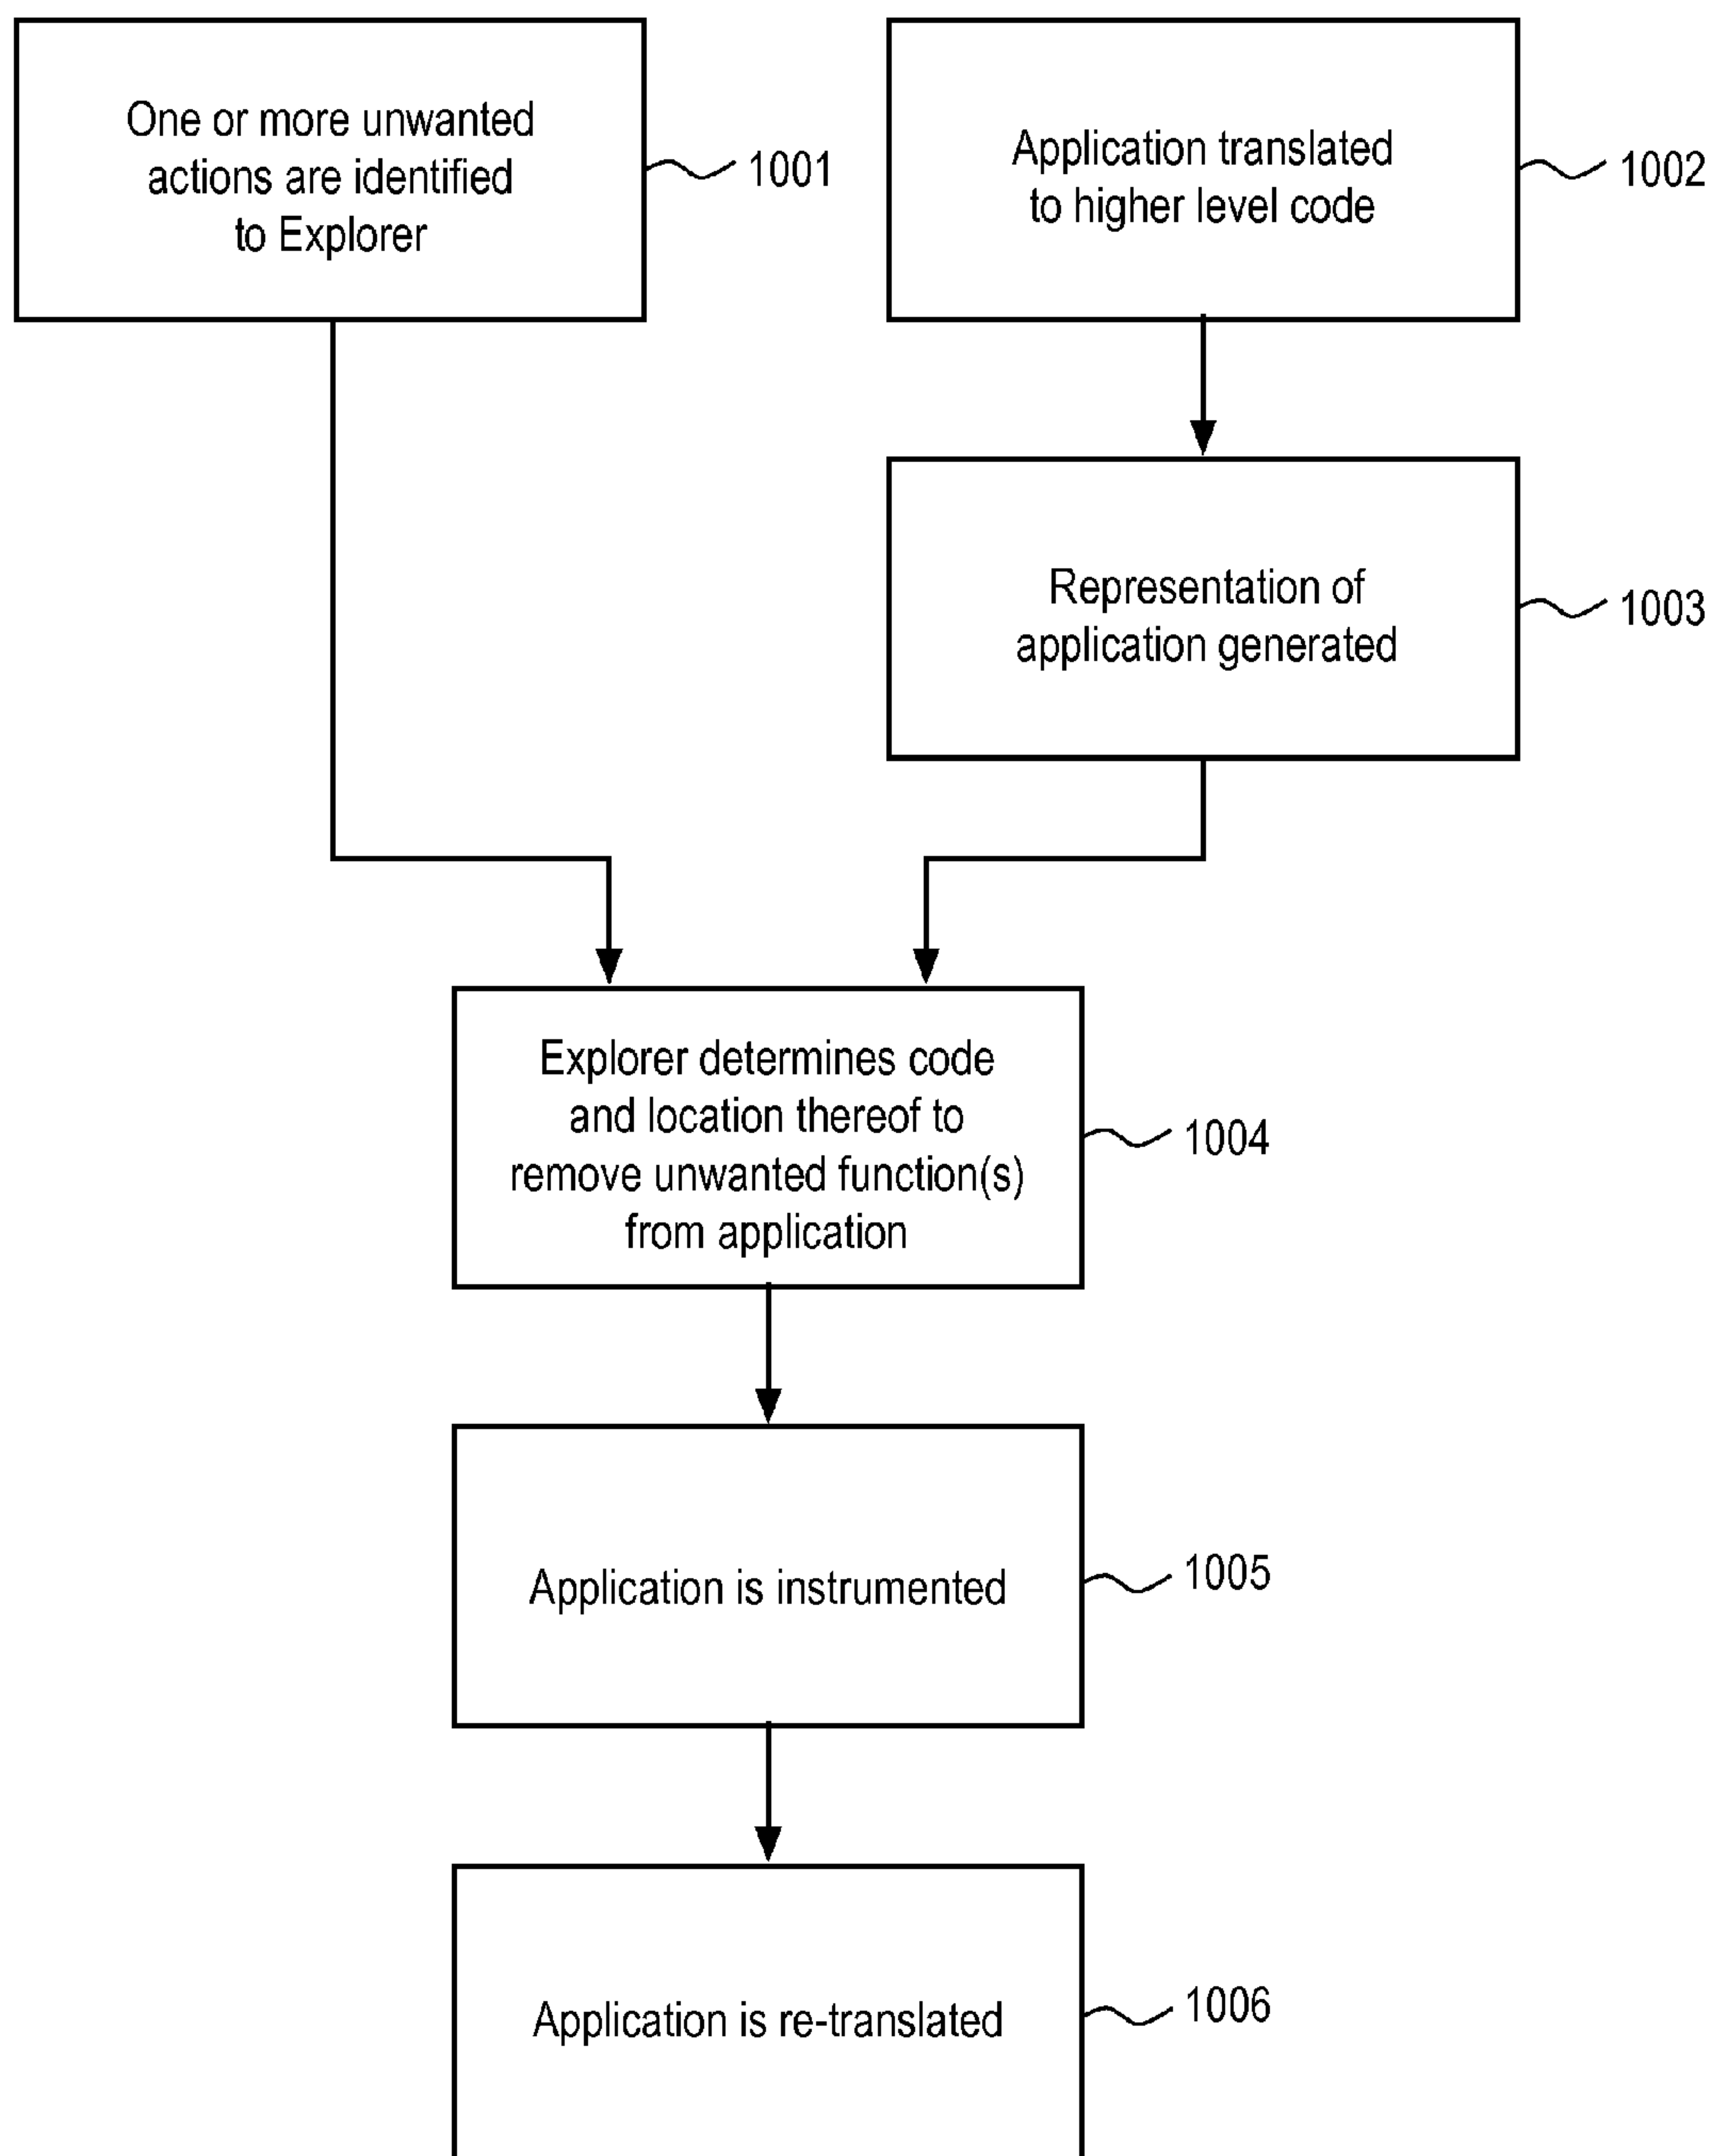 One or more unwanted
actions are identified
to Explorer
1001
Application translated
to higher level code
1002
Representation of
application generated
1003
Explorer determines code
and location thereof to
remove unwanted function(s)
from application
1004
Application is instrumented
1005
Application is re-translated
1006